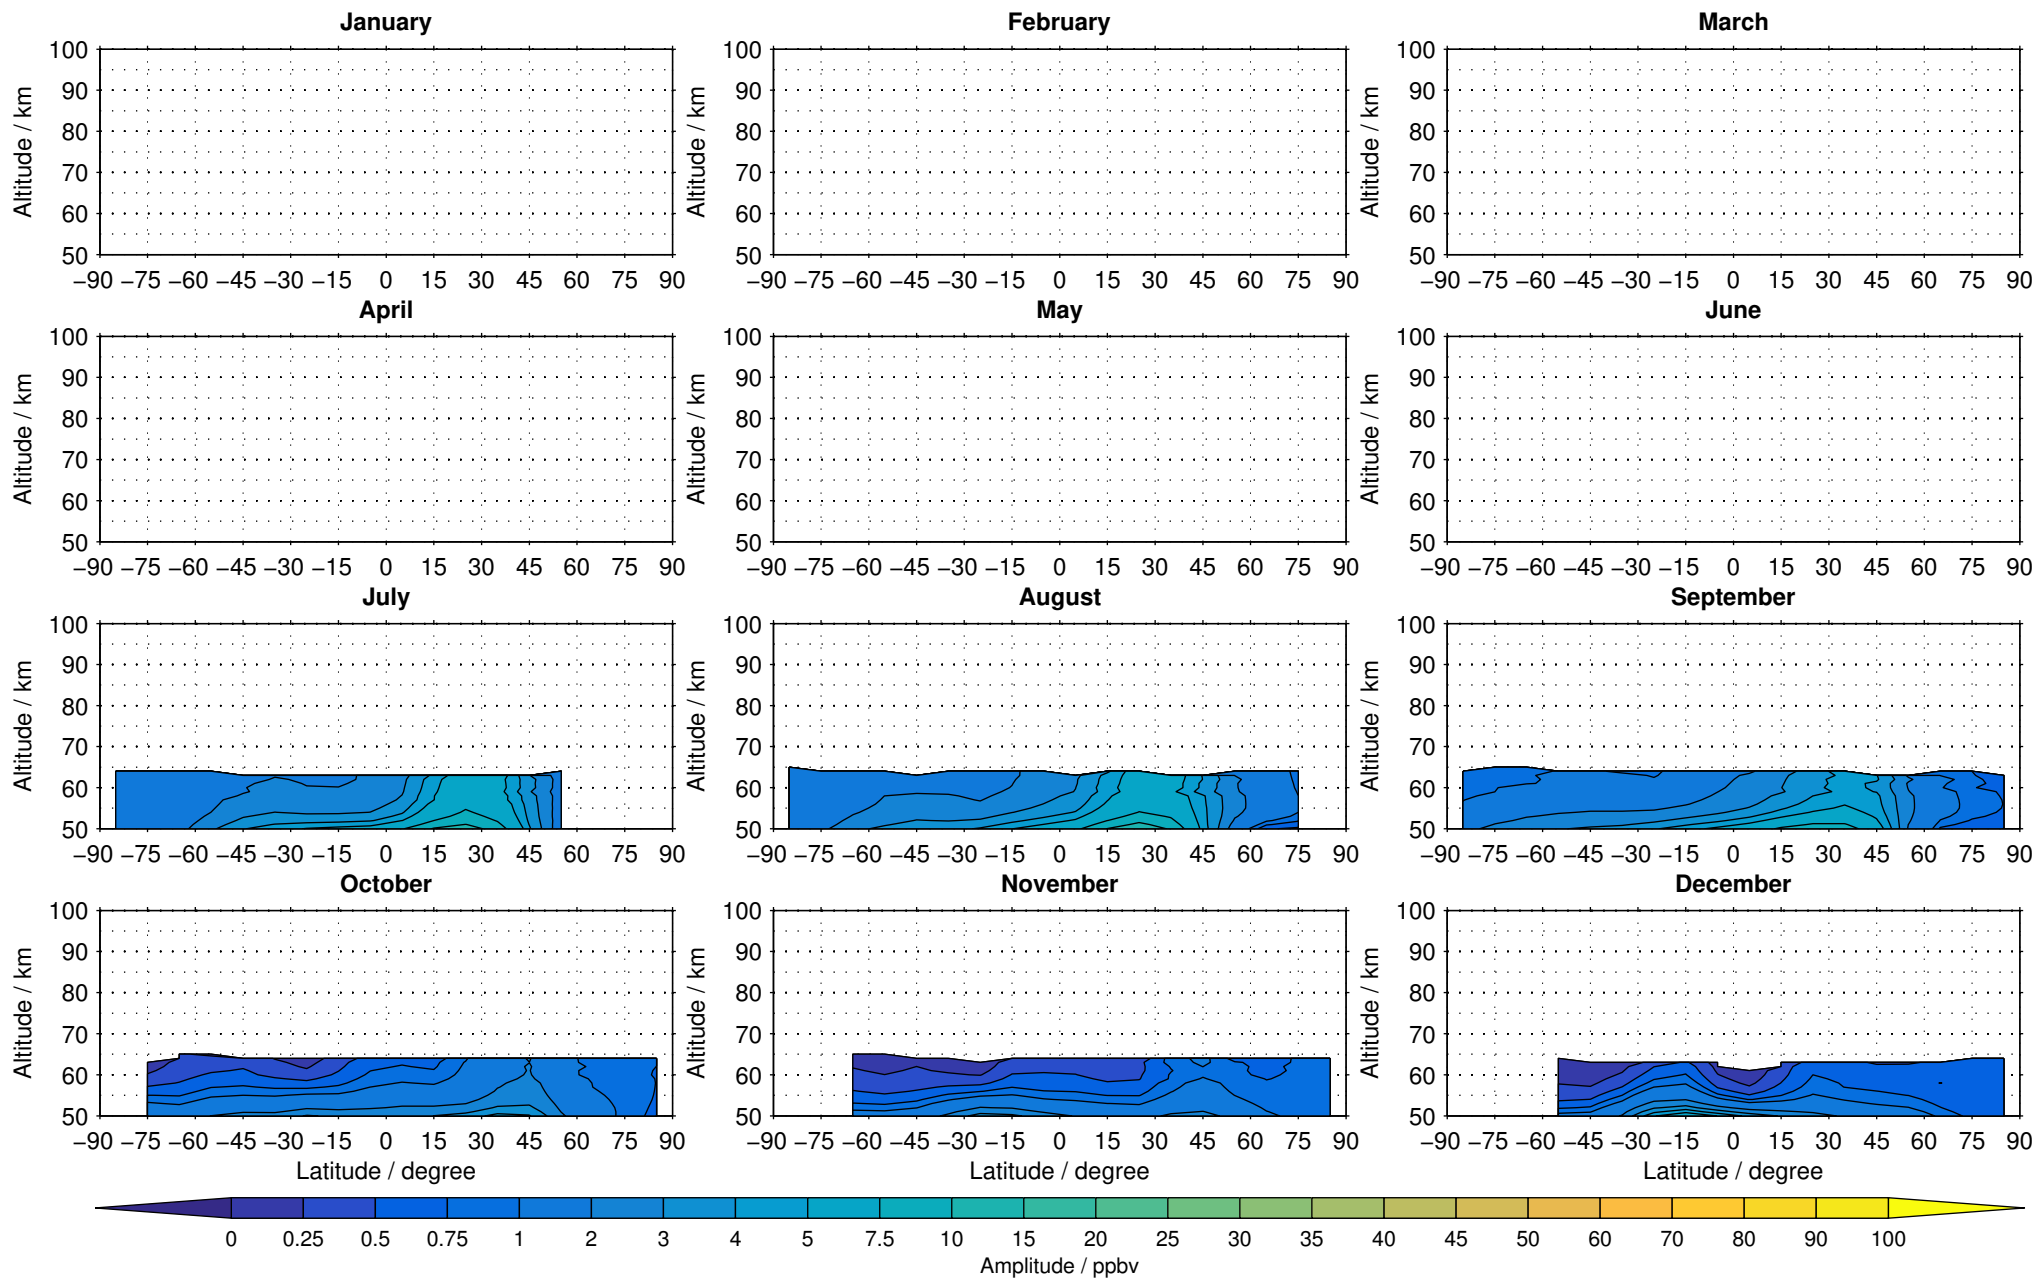 January February March
100 100 100
90 90 90
80 80 80
70 70 70
60 60 60
50 50 50
Altitude / km Altitude / km Altitude / km
−90 −75 −60 −45 −30 −15 0 15 30 45 60 75 90 −90 −75 −60 −45 −30 −15 0 15 30 45 60 75 90 −90 −75 −60 −45 −30 −15 0 15 30 45 60 75 90
April May June
100 100 100
90 90 90
80 80 80
70 70 70
60 60 60
50 50 50
Altitude / km Altitude / km Altitude / km
−90 −75 −60 −45 −30 −15 0 15 30 45 60 75 90 −90 −75 −60 −45 −30 −15 0 15 30 45 60 75 90 −90 −75 −60 −45 −30 −15 0 15 30 45 60 75 90
July August September
100 100 100
90 90 90
80 80 80
70 70 70
60 60 60
50 50 50
Altitude / km Altitude / km Altitude / km
−90 −75 −60 −45 −30 −15 0 15 30 45 60 75 90 −90 −75 −60 −45 −30 −15 0 15 30 45 60 75 90 −90 −75 −60 −45 −30 −15 0 15 30 45 60 75 90
October November December
100 100 100
90 90 90
80 80 80
70 70 70
60 60 60
50 50 50
Altitude / km Altitude / km Altitude / km
−90 −75 −60 −45 −30 −15 0 15 30 45 60 75 90 −90 −75 −60 −45 −30 −15 0 15 30 45 60 75 90 −90 −75 −60 −45 −30 −15 0 15 30 45 60 75 90
Latitude / degree Latitude / degree Latitude / degree
0 0.25 0.5 0.75 1 2 3 4 5 7.5 10 15 20 25 30 35 40 45 50 60 70 80 90 100
Amplitude / ppbv